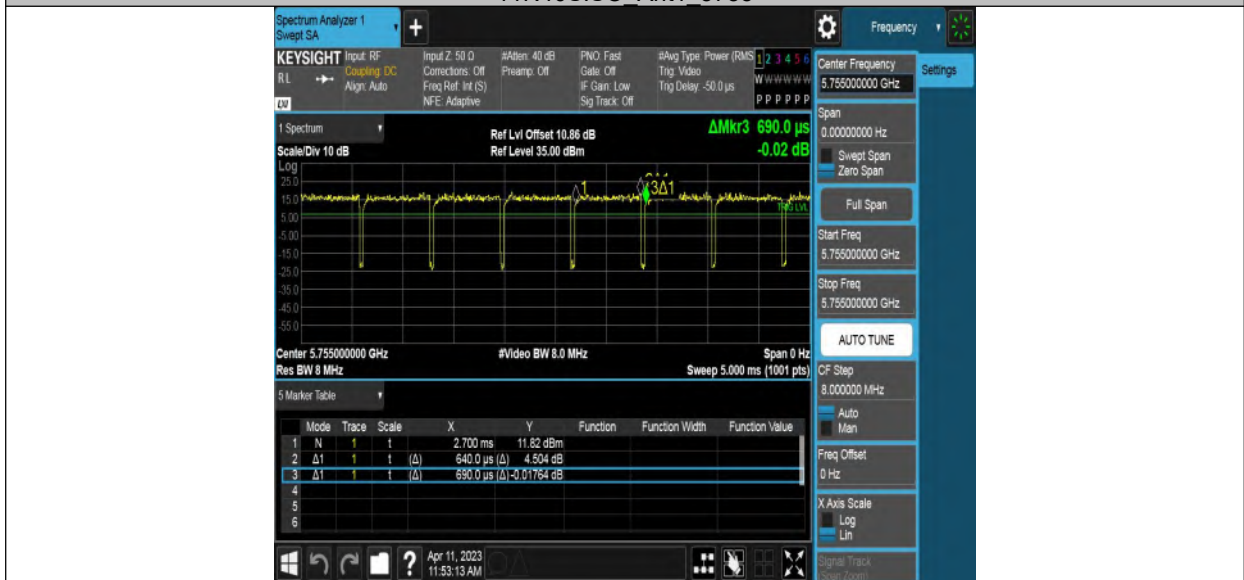 Spectrum Analyzer 1
Swept SA
+
Frequency
KEYSIGHT
RL
LXI
Input: RF
Coupling: DC
Align: Auto
Input Z: 50 Ω
Corrections: Off
Freq Ref: Int (S)
NFE: Adaptive
#Atten: 40 dB
Preamp: Off
PNO: Fast
Gate: Off
IF Gain: Low
Sig Track: Off
#Avg Type: Power (RMS
Trig: Video
Trig Delay: -50.0 µs
1 2 3 4 5 6
W W W W W W
P P P P P P
Center Frequency
5.755000000 GHz
Settings
Span
0.00000000 Hz
Swept Span
Zero Span
Full Span
Start Freq
5.755000000 GHz
Stop Freq
5.755000000 GHz
AUTO TUNE
CF Step
8.000000 MHz
Auto
Man
Freq Offset
0 Hz
X Axis Scale
Log
Lin
Signal Track
(Span Zoom)
1 Spectrum
Scale/Div 10 dB
Ref Lvl Offset 10.86 dB
Ref Level 35.00 dBm
ΔMkr3 690.0 µs
-0.02 dB
Log
25.0
15.0
5.00
-5.00
-15.0
-25.0
-35.0
-45.0
-55.0
1
3Δ1
TRIG LVL
Center 5.755000000 GHz
#Video BW 8.0 MHz
Span 0 Hz
Res BW 8 MHz
Sweep 5.000 ms (1001 pts)
5 Marker Table
Mode Trace Scale X Y Function Function Width Function Value
1 N 1 t 2.700 ms 11.82 dBm
2 Δ1 1 t (Δ) 640.0 µs (Δ) 4.504 dB
3 Δ1 1 t (Δ) 690.0 µs (Δ) -0.01764 dB
4
5
6
?
Apr 11, 2023
11:53:13 AM